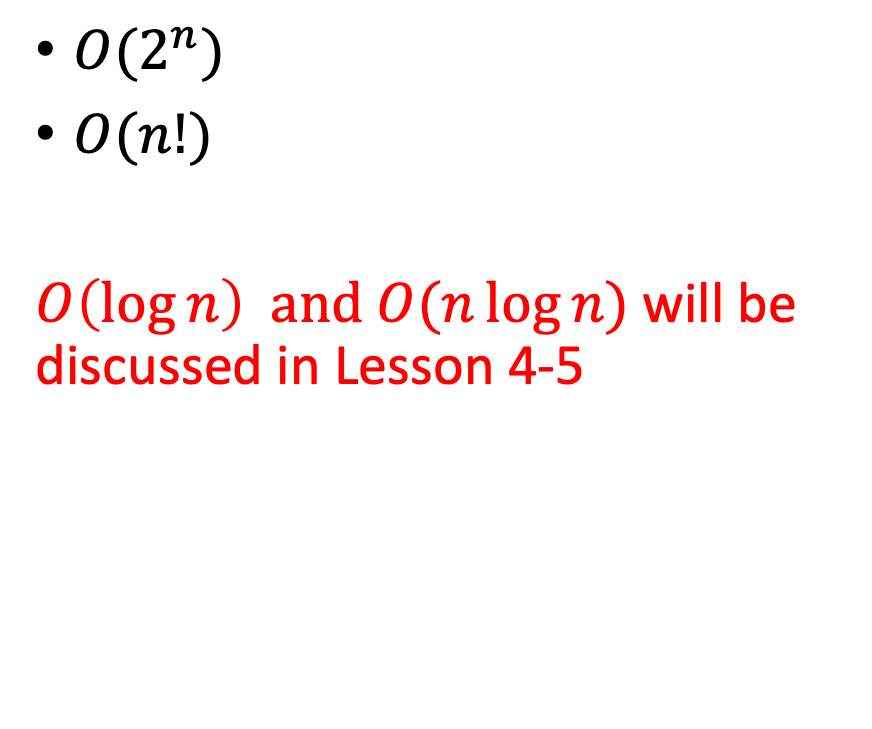 • O(2ⁿ)
• O(n!)
O(log n) and O(n log n) will be
discussed in Lesson 4-5